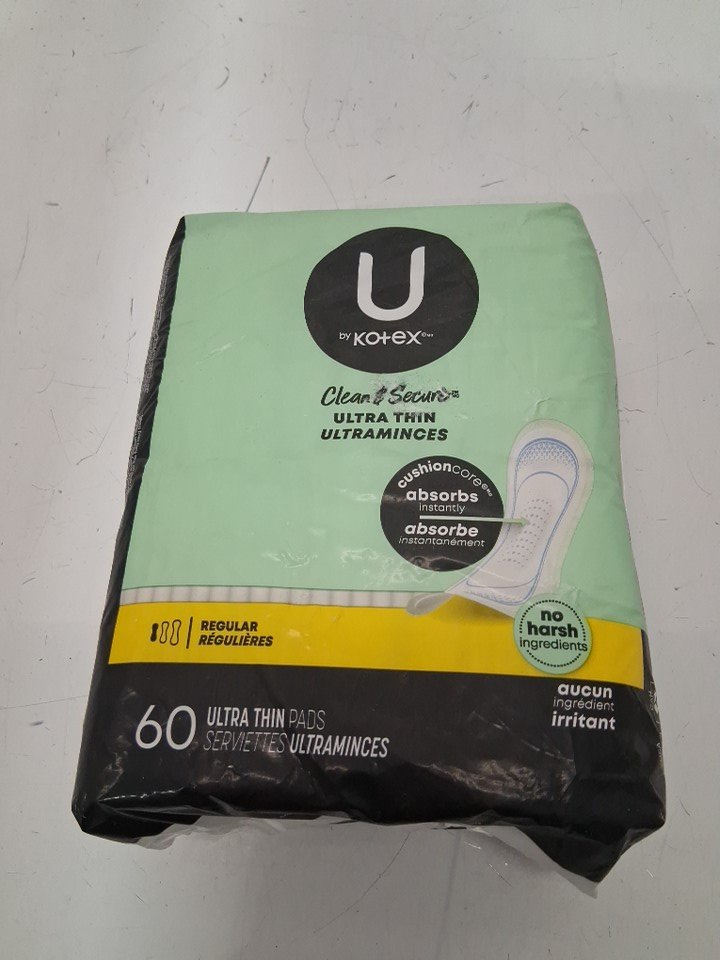 U
by Kotex
Clean & Secure™
ULTRA THIN
ULTRAMINCES
cushioncore
absorbs
instantly
absorbe
instantanément
REGULAR
RÉGULIÈRES
no
harsh
ingredients
aucun
ingrédient
irritant
60 ULTRA THIN PADS
SERVIETTES ULTRAMINCES